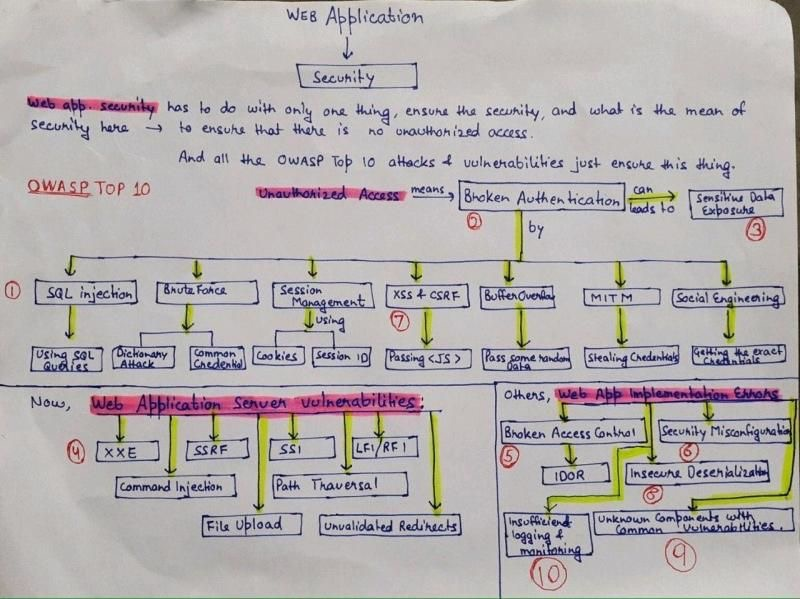 WEB Application
Security
Web app. security has to do with only one thing, ensure the security, and what is the mean of
security here → to ensure that there is no unauthorized access.
And all the OWASP Top 10 attacks & vulnerabilities just ensure this thing.
OWASP TOP 10
Unauthorized Access means Broken Authentication can leads to Sensitive Data Exposure
2
3
by
1
SQL injection
Brute Force
Session Management
XSS & CSRF
Buffer Overflow
MITM
Social Engineering
7
using
Using SQL Queries
Dictionary Attack
Common Credential
Cookies
Session ID
Passing <JS>
Pass some random Data
Stealing Credentials
Getting the exact Credentials
Now, Web Application Server Vulnerabilities:
4
XXE
SSRF
SSI
LFI/RFI
Command Injection
Path Traversal
File Upload
Unvalidated Redirects
Others, Web App Implementation Errors
Broken Access Control
Security Misconfiguration
5
6
IDOR
Insecure Deserialization
8
Insufficient
logging &
monitoring
Unknown Components with
Common Vulnerabilities.
10
9